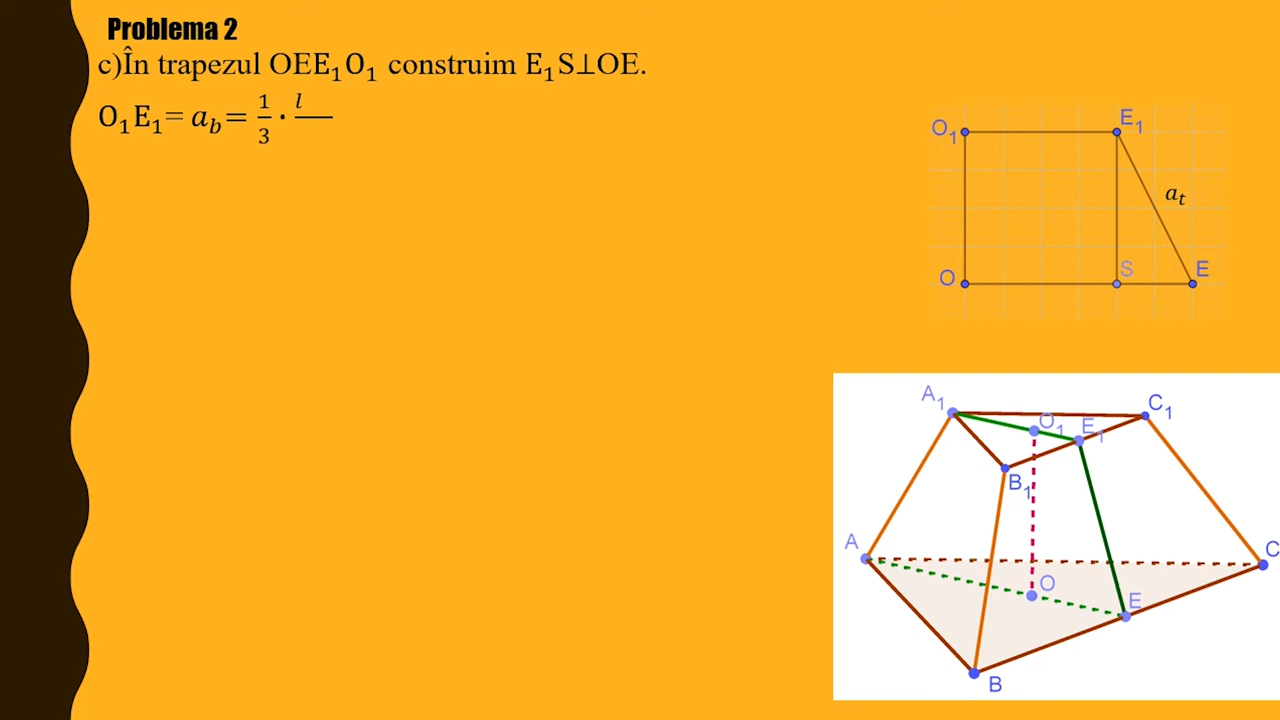 Problema 2
c)În trapezul OEE₁O₁ construim E₁S⊥OE.
O₁E₁= a_b= 1/3 · l/
O₁
E₁
a_t
O
S
E
A₁
O₁
E₁
C₁
B₁
A
O
E
C
B